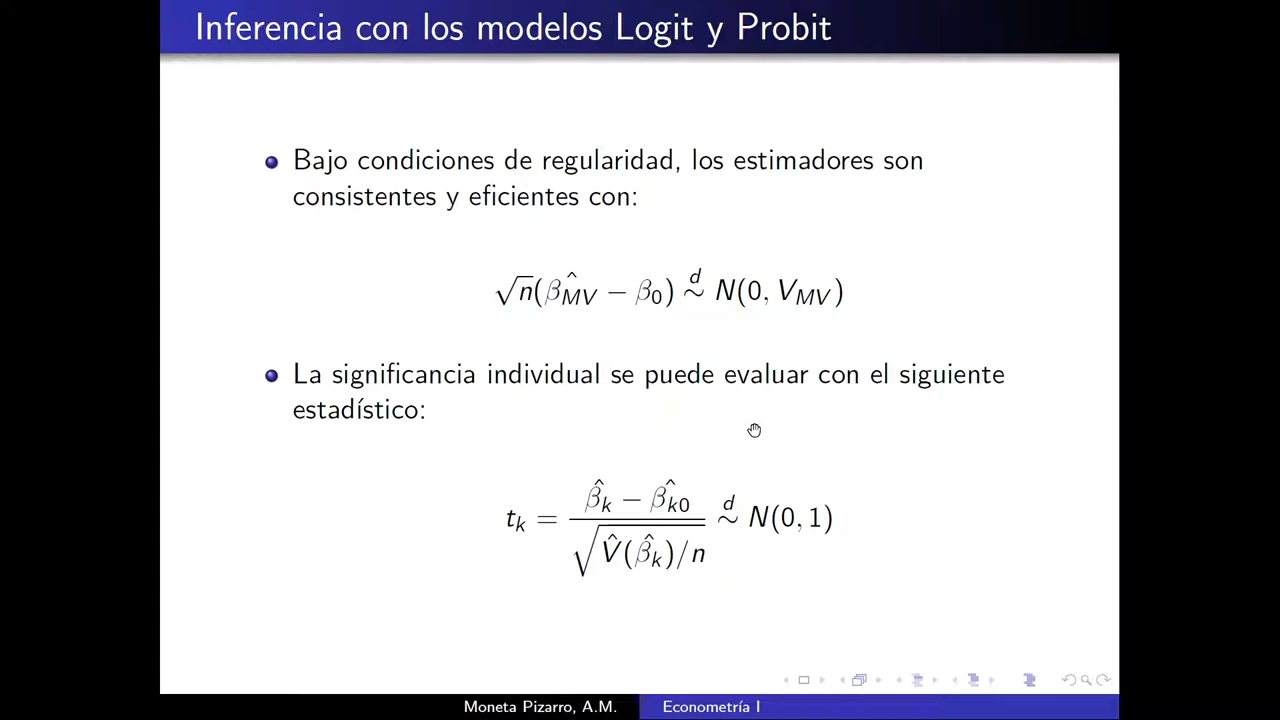 Inferencia con los modelos Logit y Probit
Bajo condiciones de regularidad, los estimadores son
consistentes y eficientes con:
√n(β̂_MV − β_0) ∼^d N(0, V_MV)
La significancia individual se puede evaluar con el siguiente
estadístico:
t_k = (β̂_k − β̂_k0) / √(V̂(β̂_k)/n) ∼^d N(0, 1)
Moneta Pizarro, A.M.
Econometría I